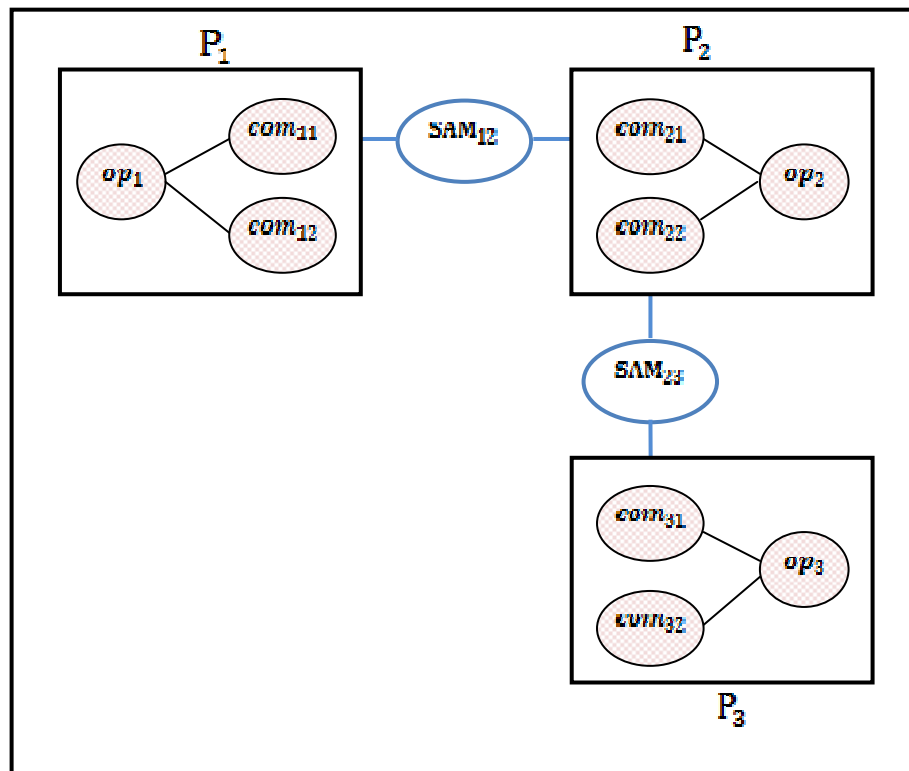 P₁
P₂
com₁₁
op₁
com₁₂
SAM₁₂
com₂₁
op₂
com₂₂
SAM₂₃
com₃₁
op₃
com₃₂
P₃